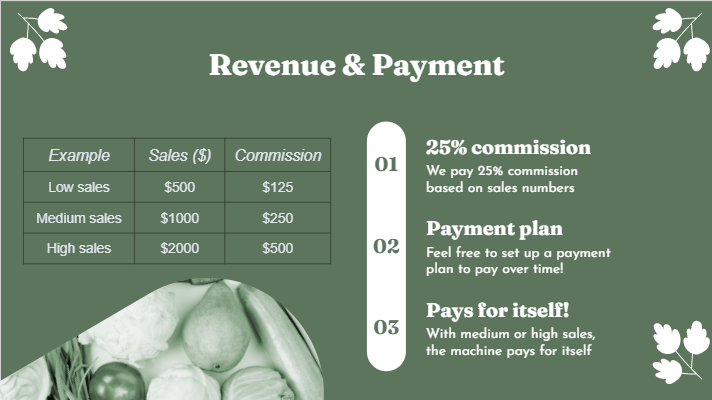 Revenue & Payment
Example Sales ($) Commission
Low sales $500 $125
Medium sales $1000 $250
High sales $2000 $500
01
25% commission
We pay 25% commission
based on sales numbers
02
Payment plan
Feel free to set up a payment
plan to pay over time!
03
Pays for itself!
With medium or high sales,
the machine pays for itself